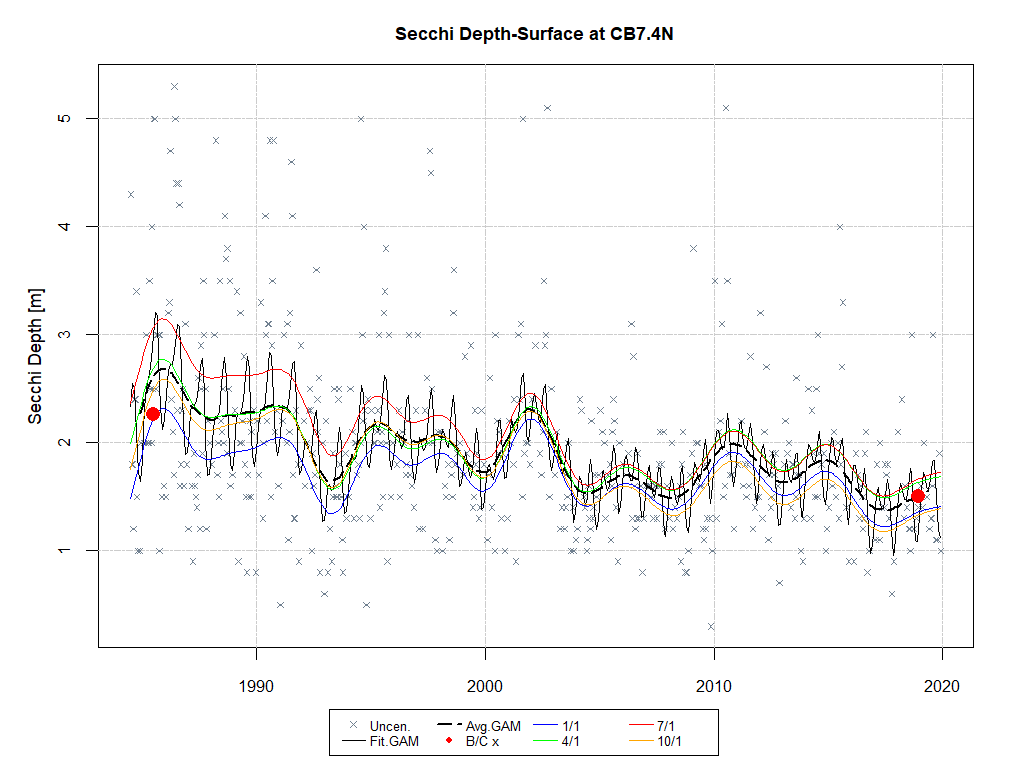 Secchi Depth-Surface at CB7.4N
Secchi Depth [m]
5
4
3
2
1
1990 2000 2010 2020
Uncen. Avg.GAM 1/1 7/1
Fit.GAM B/C x 4/1 10/1